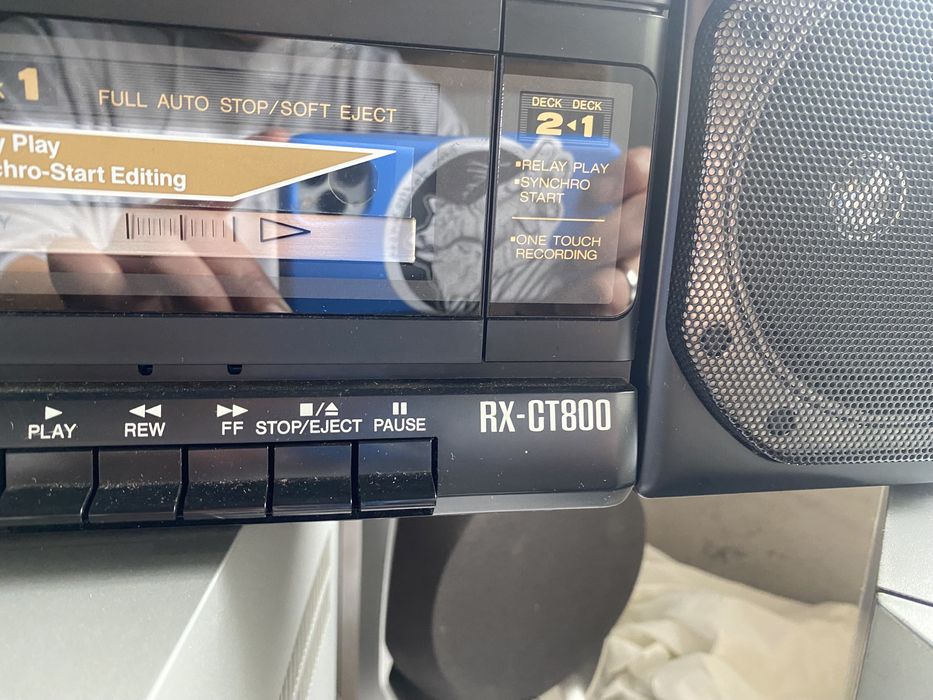 1
FULL AUTO STOP/SOFT EJECT
Play
Start Editing
DECK DECK
2◂1
▪RELAY PLAY
▪SYNCHRO
START
▪ONE TOUCH
RECORDING
PLAY
REW
FF
STOP/EJECT
PAUSE
RX-CT800